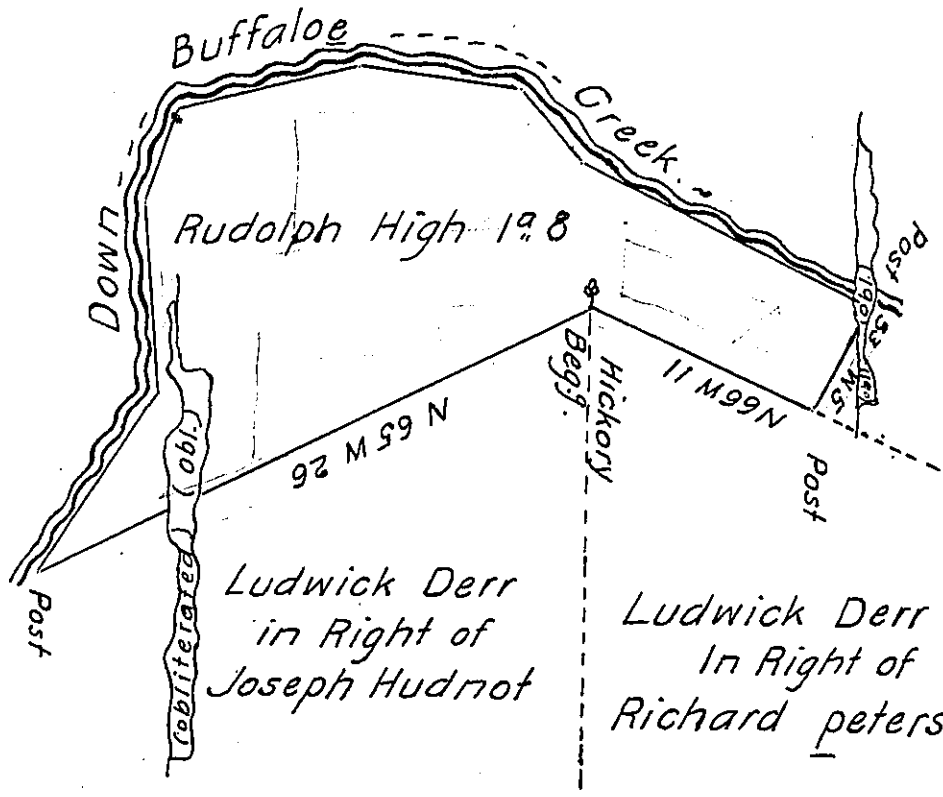 Buffaloe
Creek.
Down
Rudolph High 1ª 8
Post
Hickory
Beg.g
N 65 W 26
N66W 11
53 W 5
Post
(obl.
(obliterated
Post
Ludwick Derr
in Right of
Joseph Hudnot
Ludwick Derr
In Right of
Richard peters